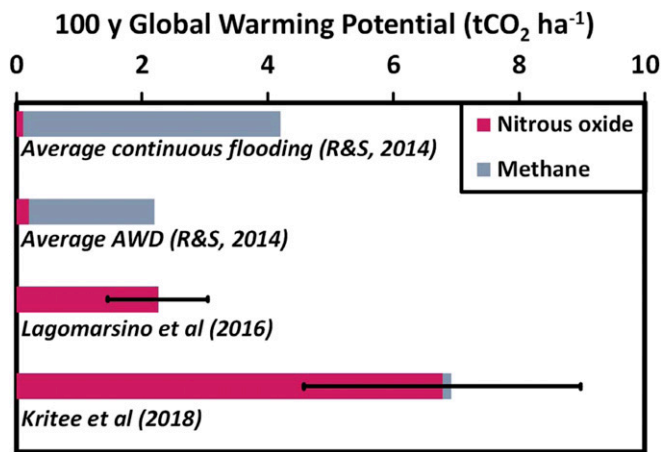 100 y Global Warming Potential (tCO₂ ha⁻¹)
0 2 4 6 8 10
Nitrous oxide
Methane
Average continuous flooding (R&S, 2014)
Average AWD (R&S, 2014)
Lagomarsino et al (2016)
Kritee et al (2018)